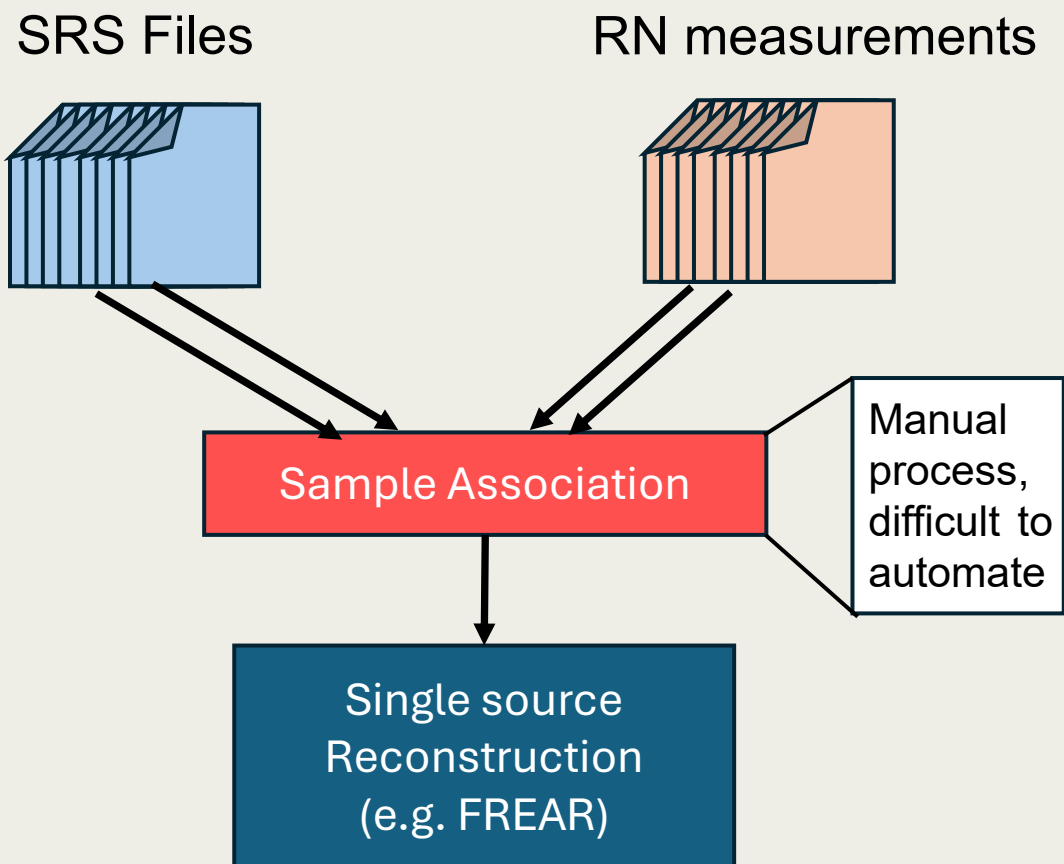 SRS Files
RN measurements
Manual
process,
difficult to
automate
Sample Association
Single source
Reconstruction
(e.g. FREAR)